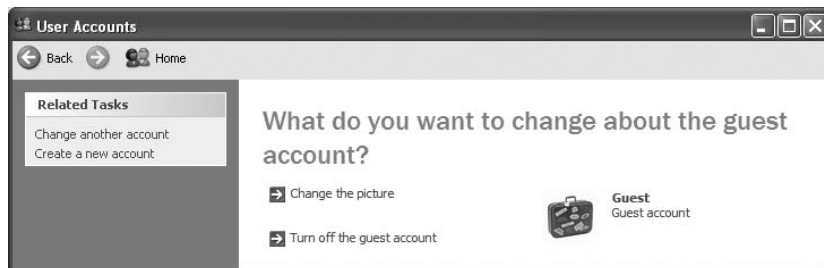 User Accounts
Back Home
Related Tasks
Change another account
Create a new account
What do you want to change about the guest
account?
Change the picture
Turn off the guest account
Guest
Guest account